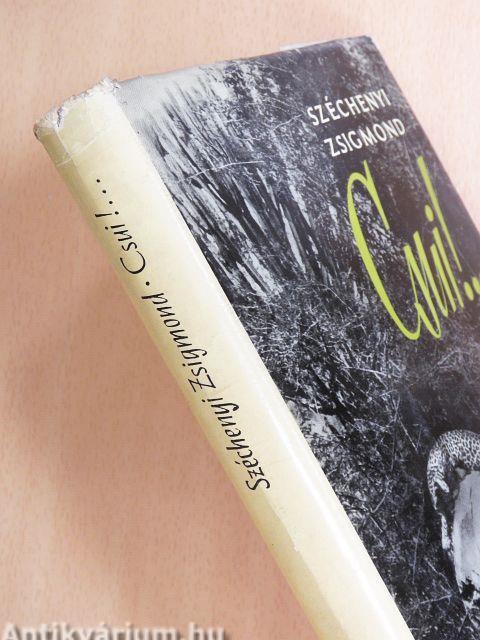 SZÉCHENYI
ZSIGMOND
Csui!..
Széchenyi Zsigmond · Csui!....
Antikvárium.hu